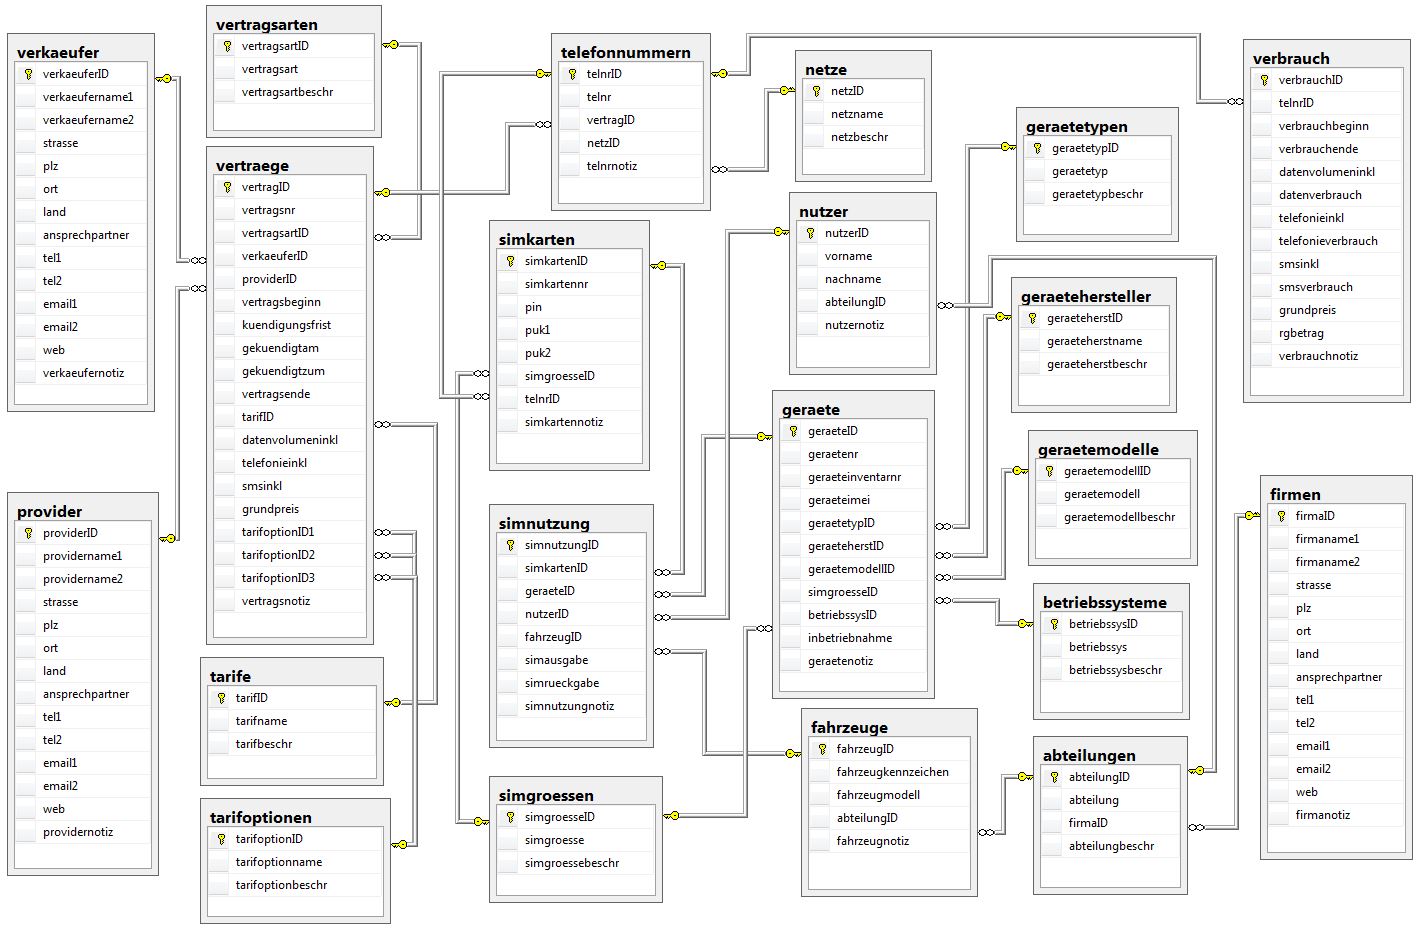 verkaeufer
verkaeuferID
verkaeufername1
verkaeufername2
strasse
plz
ort
land
ansprechpartner
tel1
tel2
email1
email2
web
verkaeufernotiz
provider
providerID
providername1
providername2
strasse
plz
ort
land
ansprechpartner
tel1
tel2
email1
email2
web
providernotiz
vertragsarten
vertragsartID
vertragsart
vertragsartbeschr
vertraege
vertragID
vertragsnr
vertragsartID
verkaeuferID
providerID
vertragsbeginn
kuendigungsfrist
gekuendigtam
gekuendigtzum
vertragsende
tarifID
datenvolumeninkl
telefonieinkl
smsinkl
grundpreis
tarifoptionID1
tarifoptionID2
tarifoptionID3
vertragsnotiz
tarife
tarifID
tarifname
tarifbeschr
tarifoptionen
tarifoptionID
tarifoptionname
tarifoptionbeschr
telefonnummern
telnrID
telnr
vertragID
netzID
telnrnotiz
simkarten
simkartenID
simkartennr
pin
puk1
puk2
simgroesseID
telnrID
simkartennotiz
simnutzung
simnutzungID
simkartenID
geraeteID
nutzerID
fahrzeugID
simausgabe
simrueckgabe
simnutzungnotiz
simgroessen
simgroesseID
simgroesse
simgroessebeschr
netze
netzID
netzname
netzbeschr
nutzer
nutzerID
vorname
nachname
abteilungID
nutzernotiz
geraete
geraeteID
geraetenr
geraeteinventarnr
geraeteimei
geraetetypID
geraeteherstID
geraetemodellID
simgroesseID
betriebssysID
inbetriebnahme
geraetenotiz
fahrzeuge
fahrzeugID
fahrzeugkennzeichen
fahrzeugmodell
abteilungID
fahrzeugnotiz
geraetetypen
geraetetypID
geraetetyp
geraetetypbeschr
geraetehersteller
geraeteherstID
geraeteherstname
geraeteherstbeschr
geraetemodelle
geraetemodellID
geraetemodell
geraetemodellbeschr
betriebssysteme
betriebssysID
betriebssys
betriebssysbeschr
abteilungen
abteilungID
abteilung
firmaID
abteilungbeschr
verbrauch
verbrauchID
telnrID
verbrauchbeginn
verbrauchende
datenvolumeninkl
datenverbrauch
telefonieinkl
telefonieverbrauch
smsinkl
smsverbrauch
grundpreis
rgbetrag
verbrauchnotiz
firmen
firmaID
firmaname1
firmaname2
strasse
plz
ort
land
ansprechpartner
tel1
tel2
email1
email2
web
firmanotiz